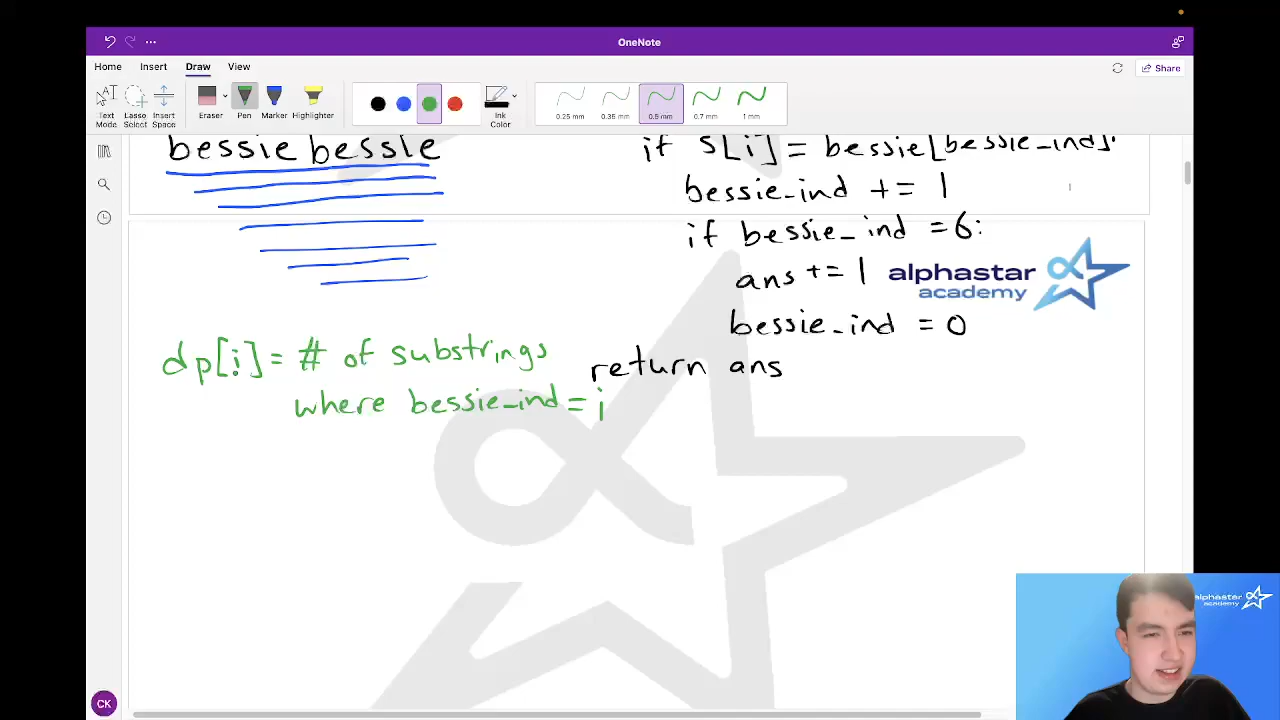 OneNote
Home Insert Draw View
Share
Text Mode
Lasso Select
Insert Space
Eraser
Pen
Marker
Highlighter
Ink Color
0.25 mm
0.35 mm
0.5 mm
0.7 mm
1 mm
bessie bessie
if s[i] = bessie[bessie_ind]:
bessie_ind += 1
if bessie_ind = 6:
ans += 1
bessie_ind = 0
return ans
alphastar
academy
dp[i] = # of substrings
where bessie_ind = i
CK
alphastar
academy